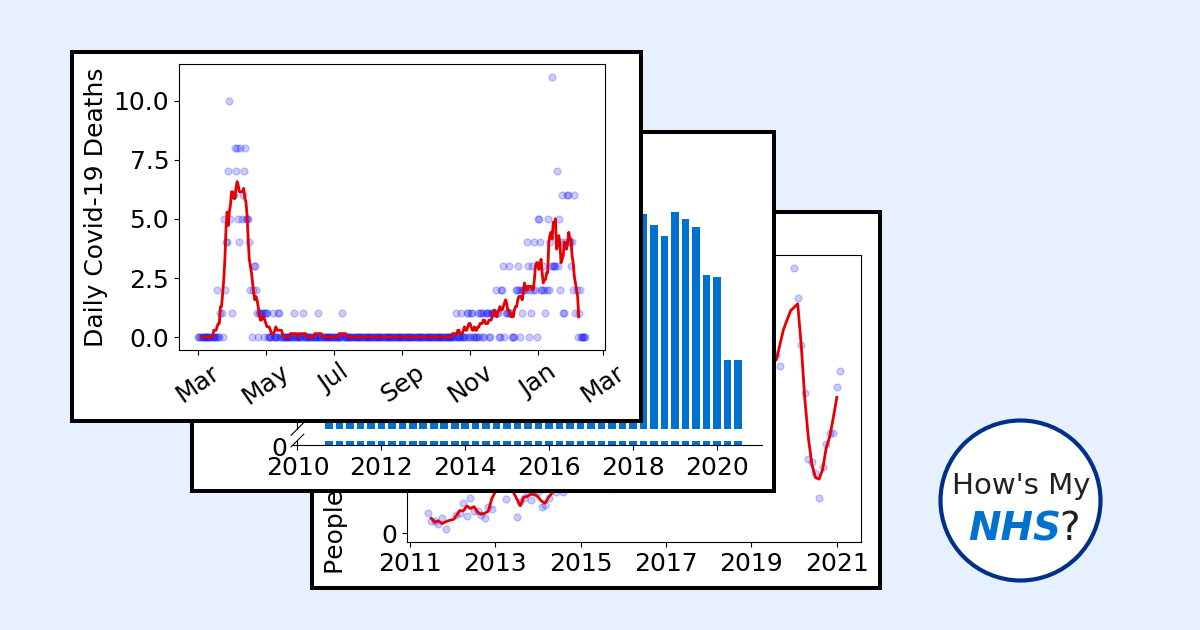 Daily Covid-19 Deaths
10.0
7.5
5.0
2.5
0.0
Mar May Jul Sep Nov Jan Mar
0
2010 2012 2014 2016 2018 2020
People
0
2011 2013 2015 2017 2019 2021
How's My
NHS?